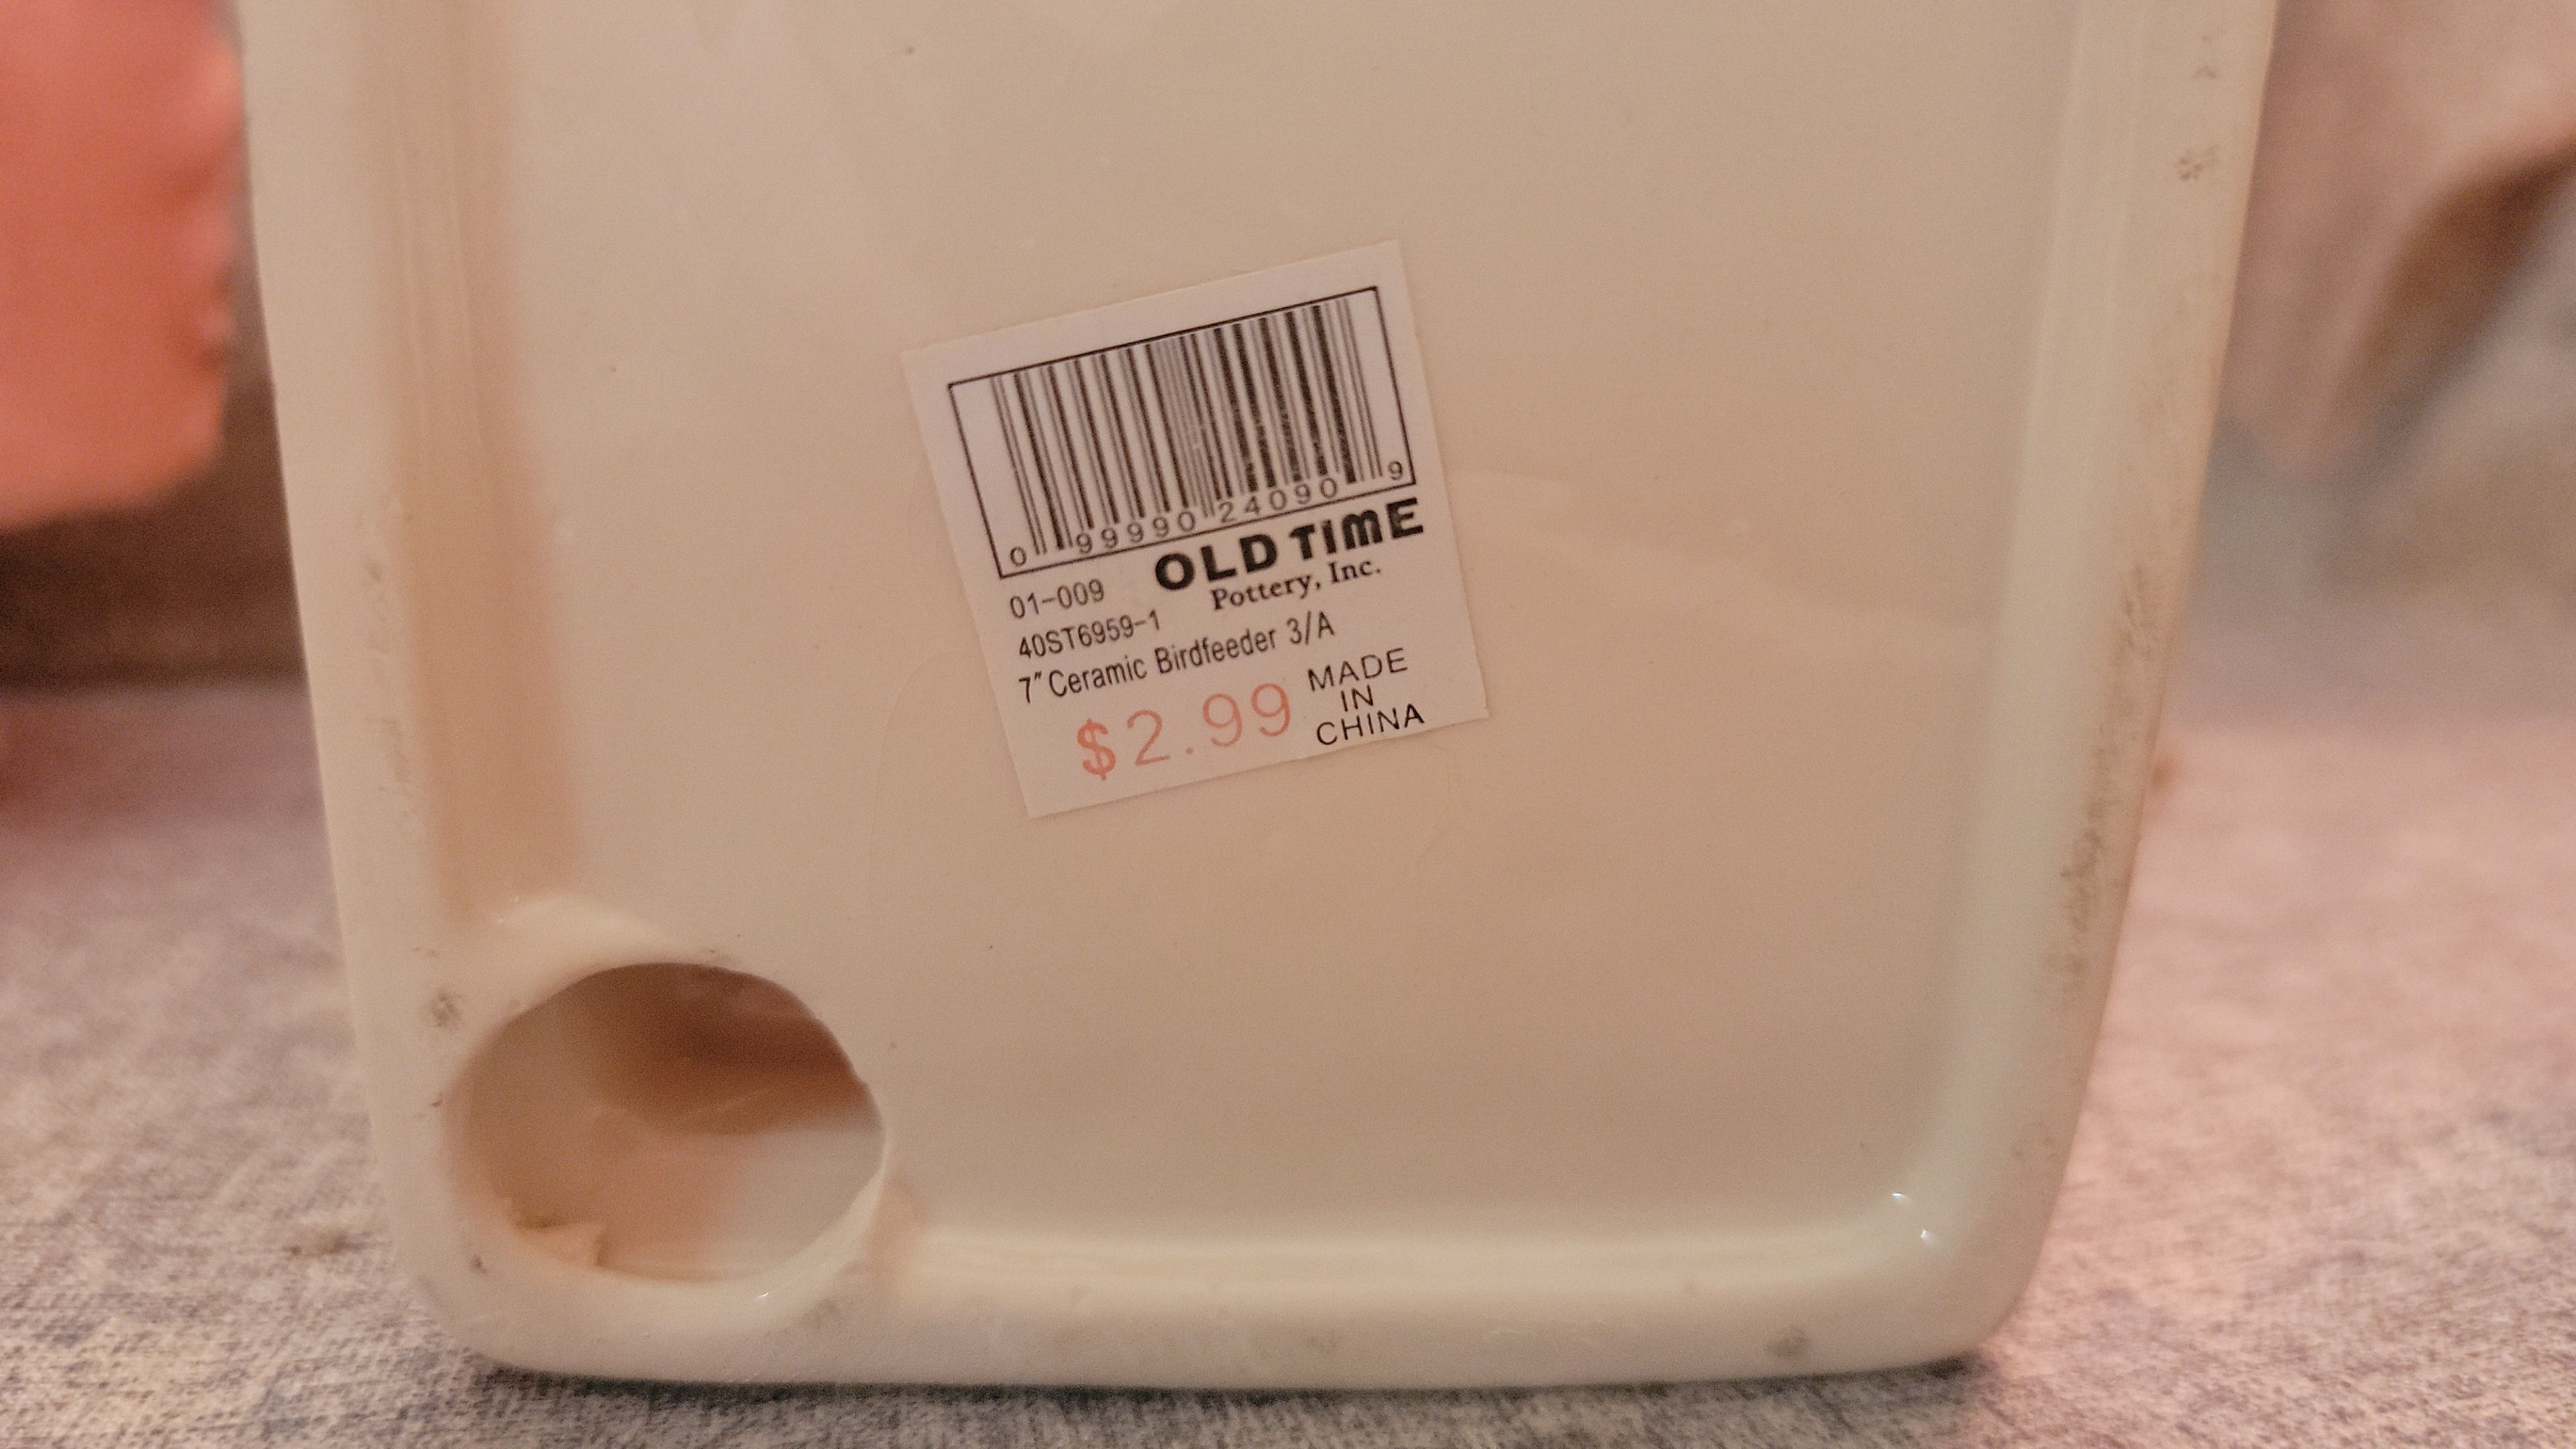 0 99990 24090 9
OLD TIME
Pottery, Inc.
01-009
40ST6959-1
7" Ceramic Birdfeeder 3/A
$2.99
MADE
IN
CHINA